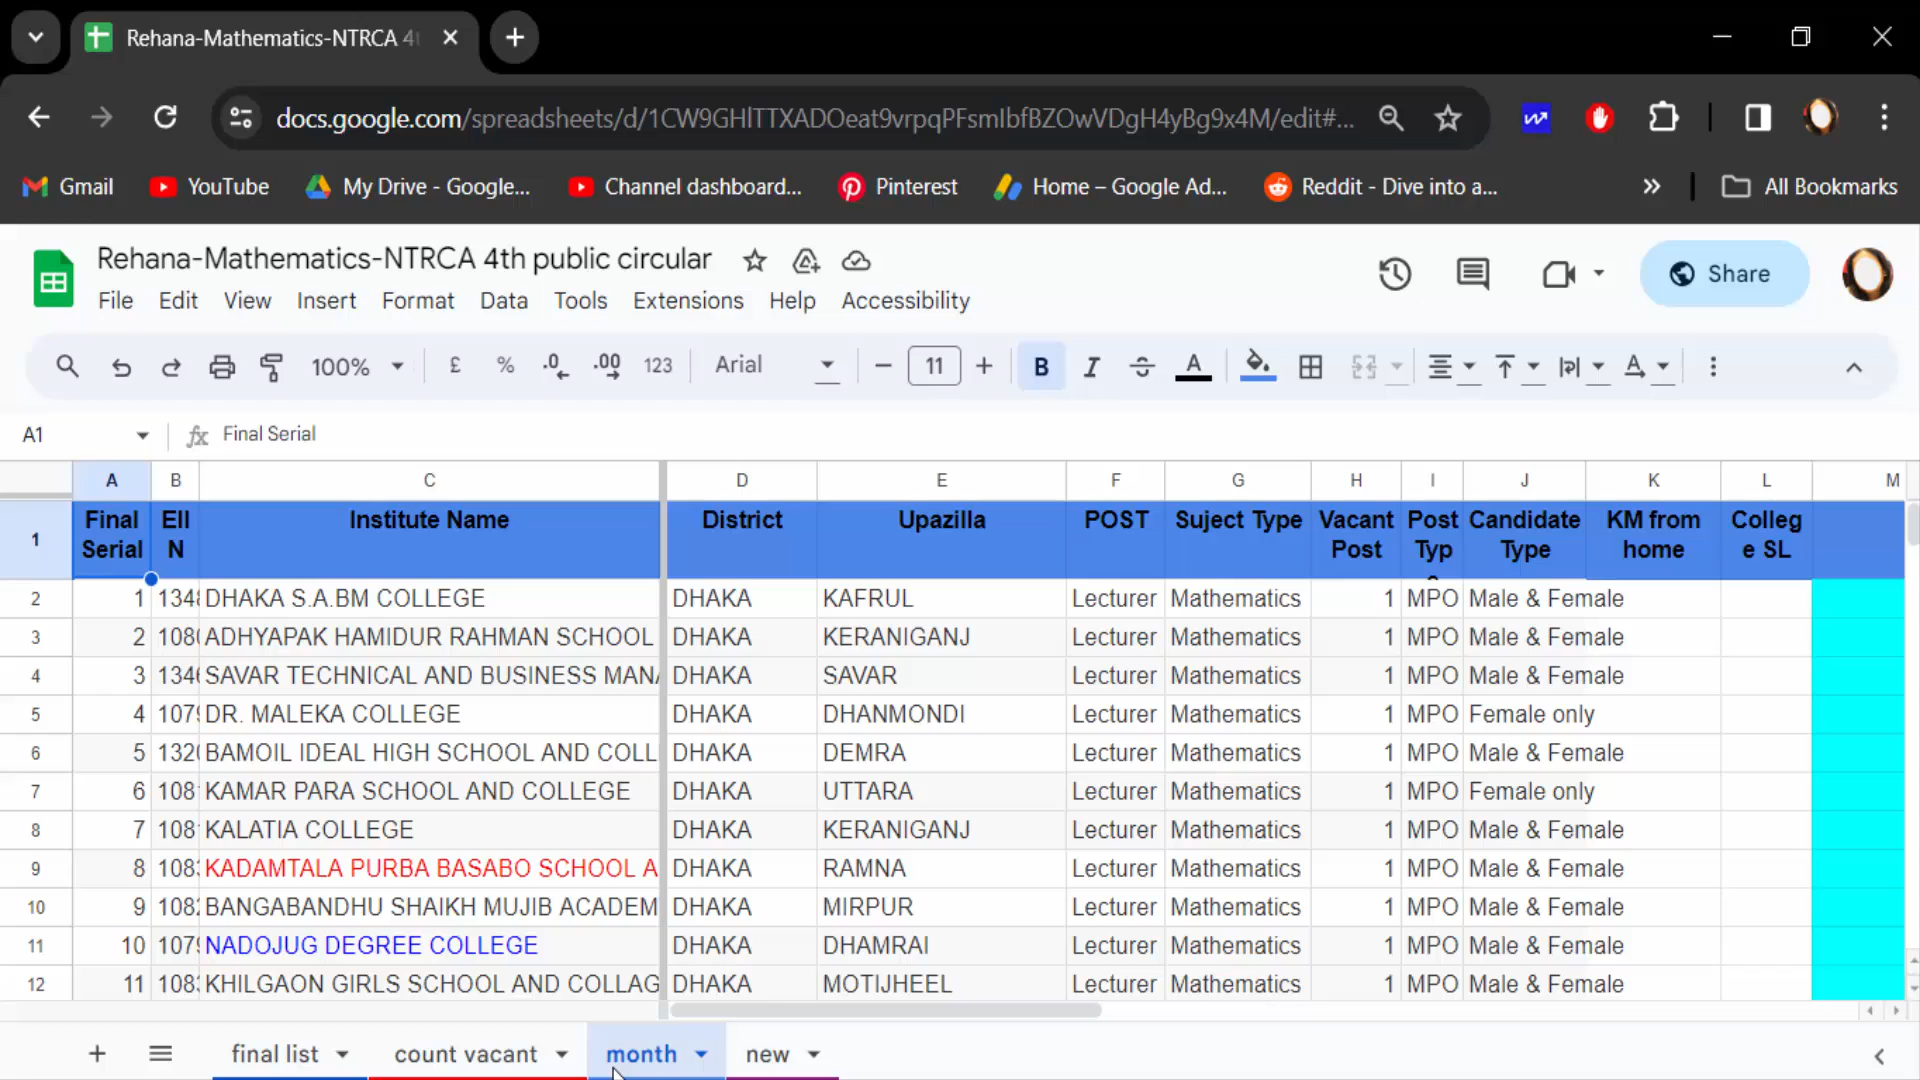 Rehana-Mathematics-NTRCA 4
docs.google.com/spreadsheets/d/1CW9GHlTTXADOeat9vrpqPFsmIbfBZOwVDgH4yBg9x4M/edit#...
Gmail YouTube My Drive - Google... Channel dashboard... Pinterest Home – Google Ad... Reddit - Dive into a... » All Bookmarks
Rehana-Mathematics-NTRCA 4th public circular
File Edit View Insert Format Data Tools Extensions Help Accessibility
Share
100% £ % .0 .00 123 Arial 11 B I A A
A1 fx Final Serial
A B C D E F G H I J K L M
1 Final Serial EII N Institute Name District Upazilla POST Suject Type Vacant Post Post Typ Candidate Type KM from home Colleg e SL
2 1 134 DHAKA S.A.BM COLLEGE DHAKA KAFRUL Lecturer Mathematics 1 MPO Male & Female
3 2 108 ADHYAPAK HAMIDUR RAHMAN SCHOOL DHAKA KERANIGANJ Lecturer Mathematics 1 MPO Male & Female
4 3 134 SAVAR TECHNICAL AND BUSINESS MANA DHAKA SAVAR Lecturer Mathematics 1 MPO Male & Female
5 4 107 DR. MALEKA COLLEGE DHAKA DHANMONDI Lecturer Mathematics 1 MPO Female only
6 5 132 BAMOIL IDEAL HIGH SCHOOL AND COLL DHAKA DEMRA Lecturer Mathematics 1 MPO Male & Female
7 6 108 KAMAR PARA SCHOOL AND COLLEGE DHAKA UTTARA Lecturer Mathematics 1 MPO Female only
8 7 108 KALATIA COLLEGE DHAKA KERANIGANJ Lecturer Mathematics 1 MPO Male & Female
9 8 108 KADAMTALA PURBA BASABO SCHOOL A DHAKA RAMNA Lecturer Mathematics 1 MPO Male & Female
10 9 108 BANGABANDHU SHAIKH MUJIB ACADEM DHAKA MIRPUR Lecturer Mathematics 1 MPO Male & Female
11 10 107 NADOJUG DEGREE COLLEGE DHAKA DHAMRAI Lecturer Mathematics 1 MPO Male & Female
12 11 108 KHILGAON GIRLS SCHOOL AND COLLAG DHAKA MOTIJHEEL Lecturer Mathematics 1 MPO Male & Female
final list count vacant month new